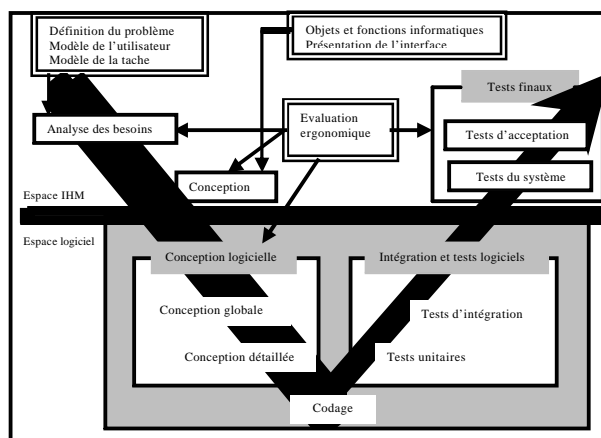 Définition du problème
Modèle de l'utilisateur
Modèle de la tache
Objets et fonctions informatiques
Présentation de l'interface
Tests finaux
Analyse des besoins
Evaluation
ergonomique
Tests d'acceptation
Conception
Tests du système
Espace IHM
Espace logiciel
Conception logicielle
Intégration et tests logiciels
Conception globale
Tests d'intégration
Conception détaillée
Tests unitaires
Codage